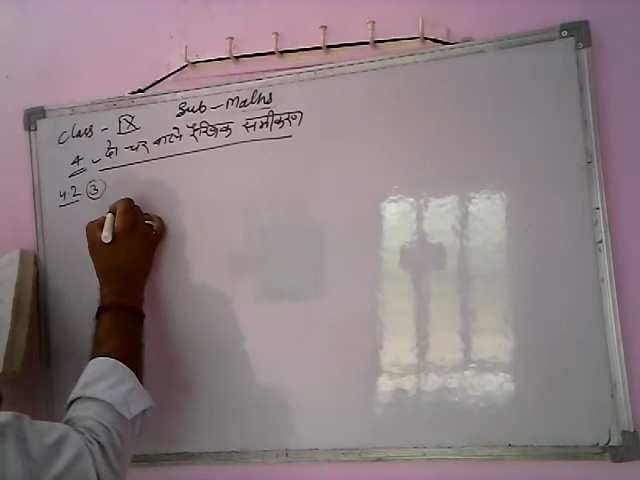 Class - IX Sub - Maths
4 - दो चर वाले रैखिक समीकरण
4.2 ③